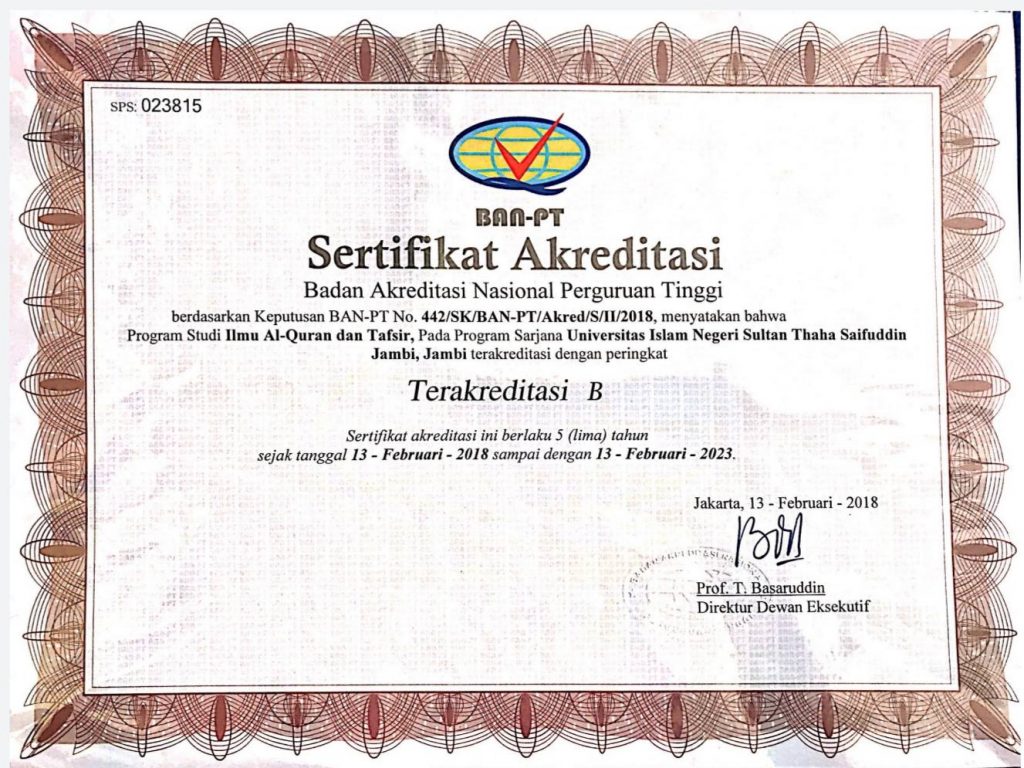 SPS: 023815
BAN-PT
Sertifikat Akreditasi
Badan Akreditasi Nasional Perguruan Tinggi
berdasarkan Keputusan BAN-PT No. 442/SK/BAN-PT/Akred/S/II/2018, menyatakan bahwa
Program Studi Ilmu Al-Quran dan Tafsir, Pada Program Sarjana Universitas Islam Negeri Sultan Thaha Saifuddin
Jambi, Jambi terakreditasi dengan peringkat
Terakreditasi B
Sertifikat akreditasi ini berlaku 5 (lima) tahun
sejak tanggal 13 - Februari - 2018 sampai dengan 13 - Februari - 2023.
Jakarta, 13 - Februari - 2018
Prof. T. Basaruddin
Direktur Dewan Eksekutif